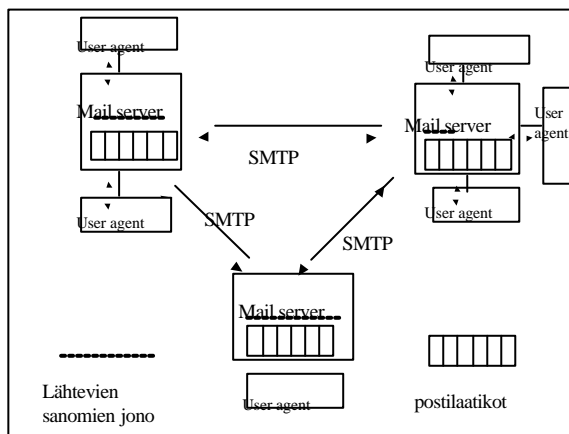 User agent
User agent
Mail server
User agent
Mail server
SMTP
User agent
User agent
SMTP
SMTP
Mail server
Lähtevien
sanomien jono
User agent
postilaatikot